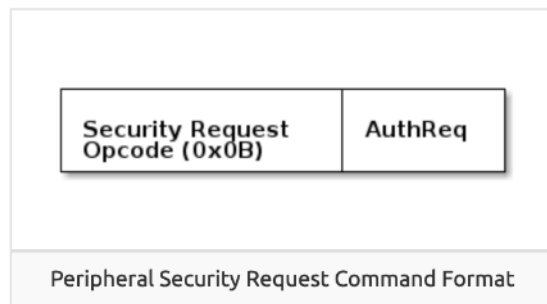 Security Request
Opcode (0x0B)
AuthReq
Peripheral Security Request Command Format